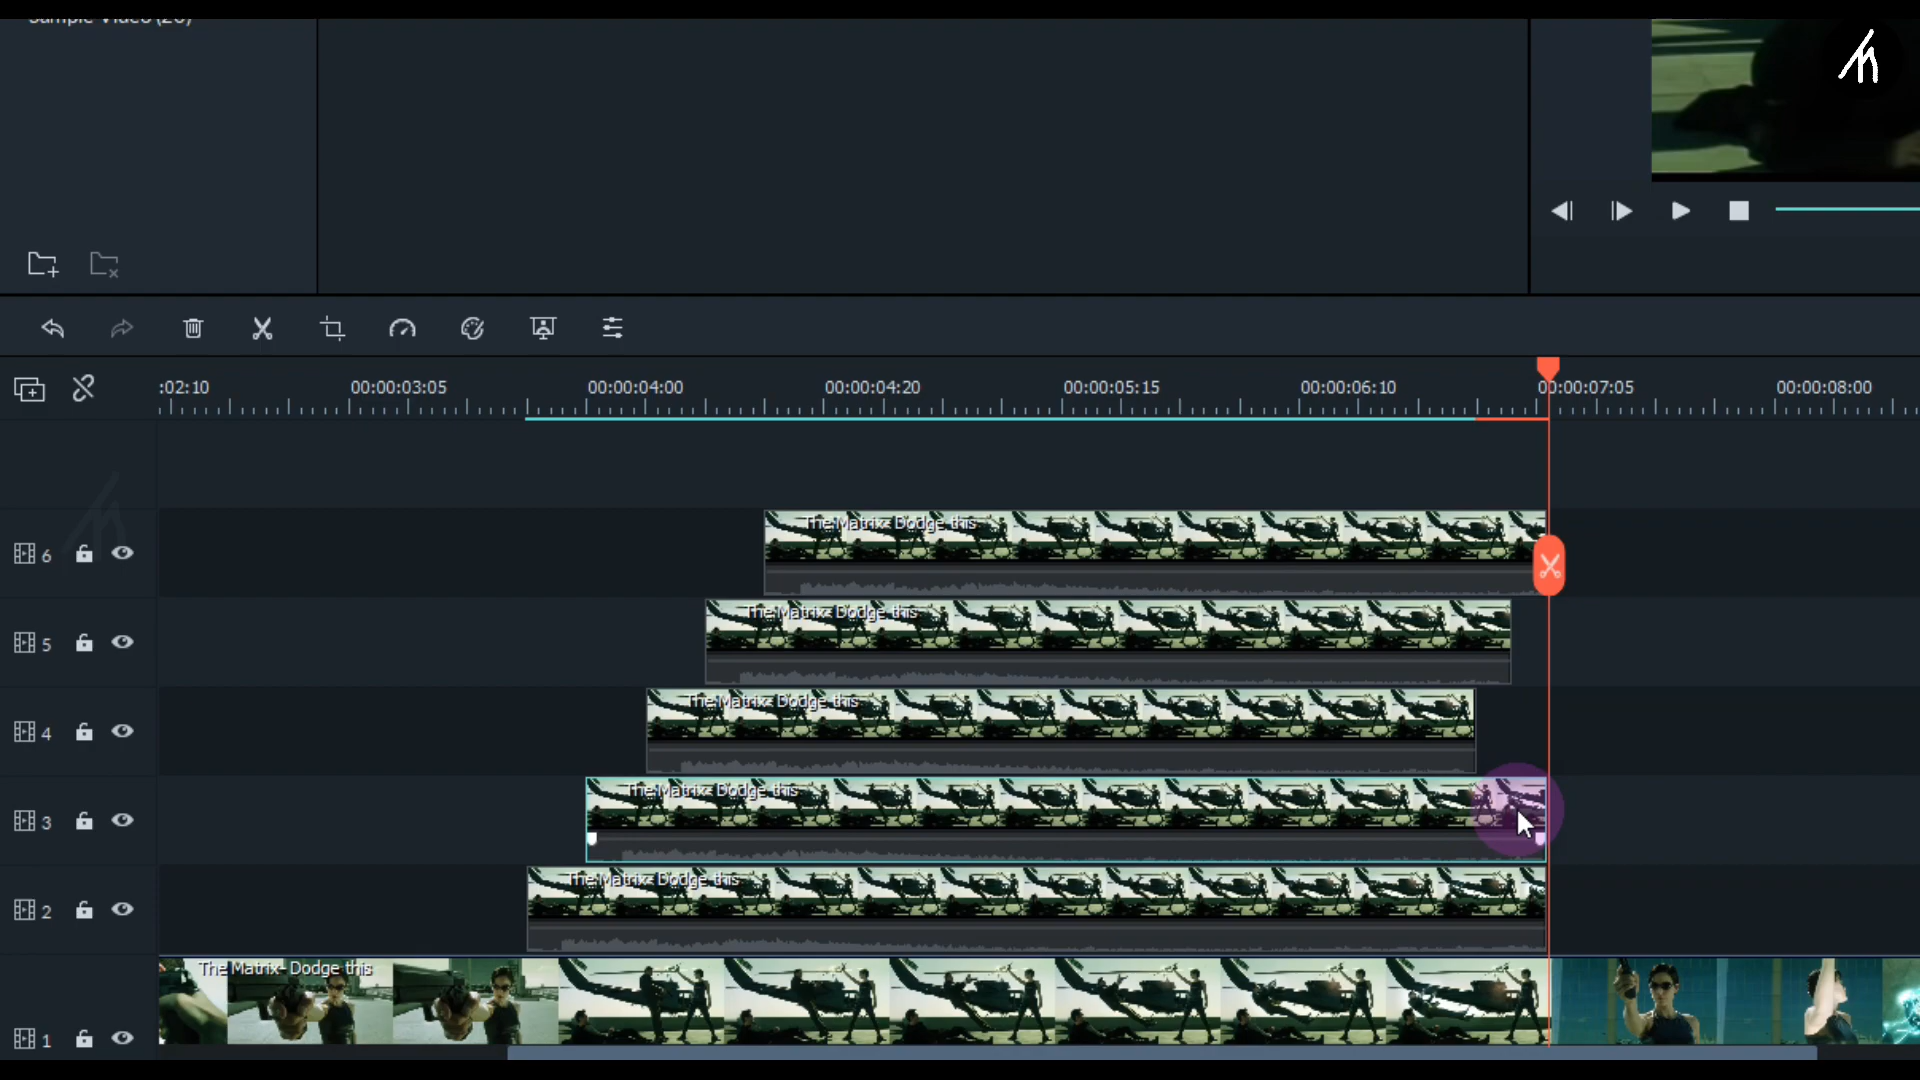 Sample Video (20)
:02:10 00:00:03:05 00:00:04:00 00:00:04:20 00:00:05:15 00:00:06:10 00:00:07:05 00:00:08:00
The Matrix- Dodge this
6
The Matrix- Dodge this
5
The Matrix- Dodge this
4
The Matrix- Dodge this
3
The Matrix- Dodge this
2
The Matrix- Dodge this
1